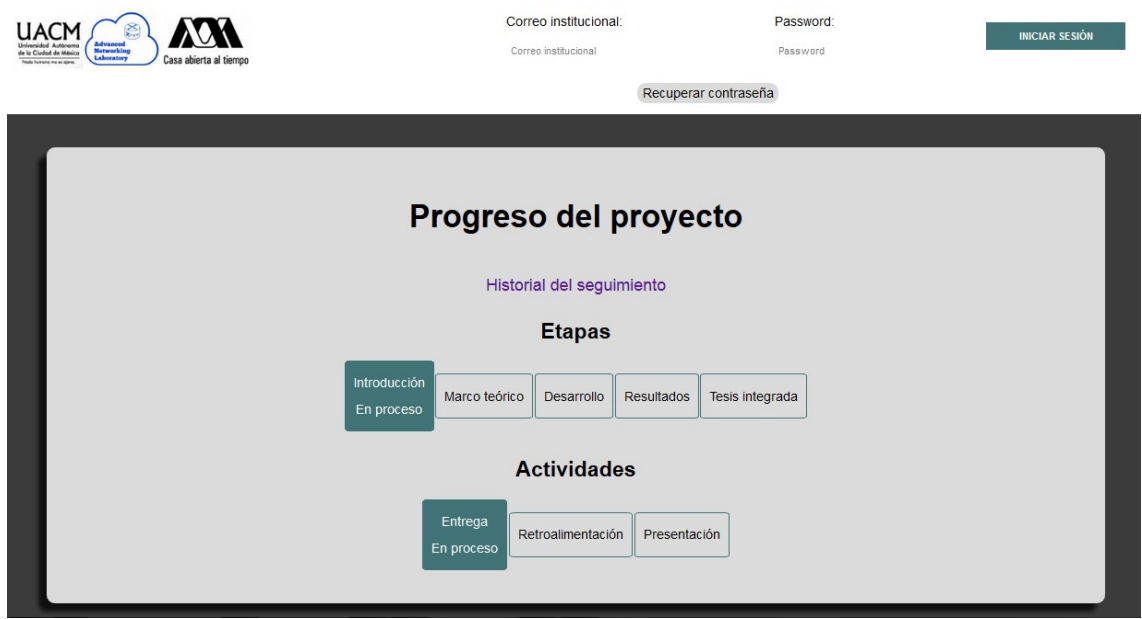 UACM
Universidad Autónoma
de la Ciudad de México
Nada humano me es ajeno.
Advanced
Networking
Laboratory
Casa abierta al tiempo
Correo institucional:
Correo institucional
Password:
Password
INICIAR SESIÓN
Recuperar contraseña
Progreso del proyecto
Historial del seguimiento
Etapas
Introducción
En proceso
Marco teórico
Desarrollo
Resultados
Tesis integrada
Actividades
Entrega
En proceso
Retroalimentación
Presentación